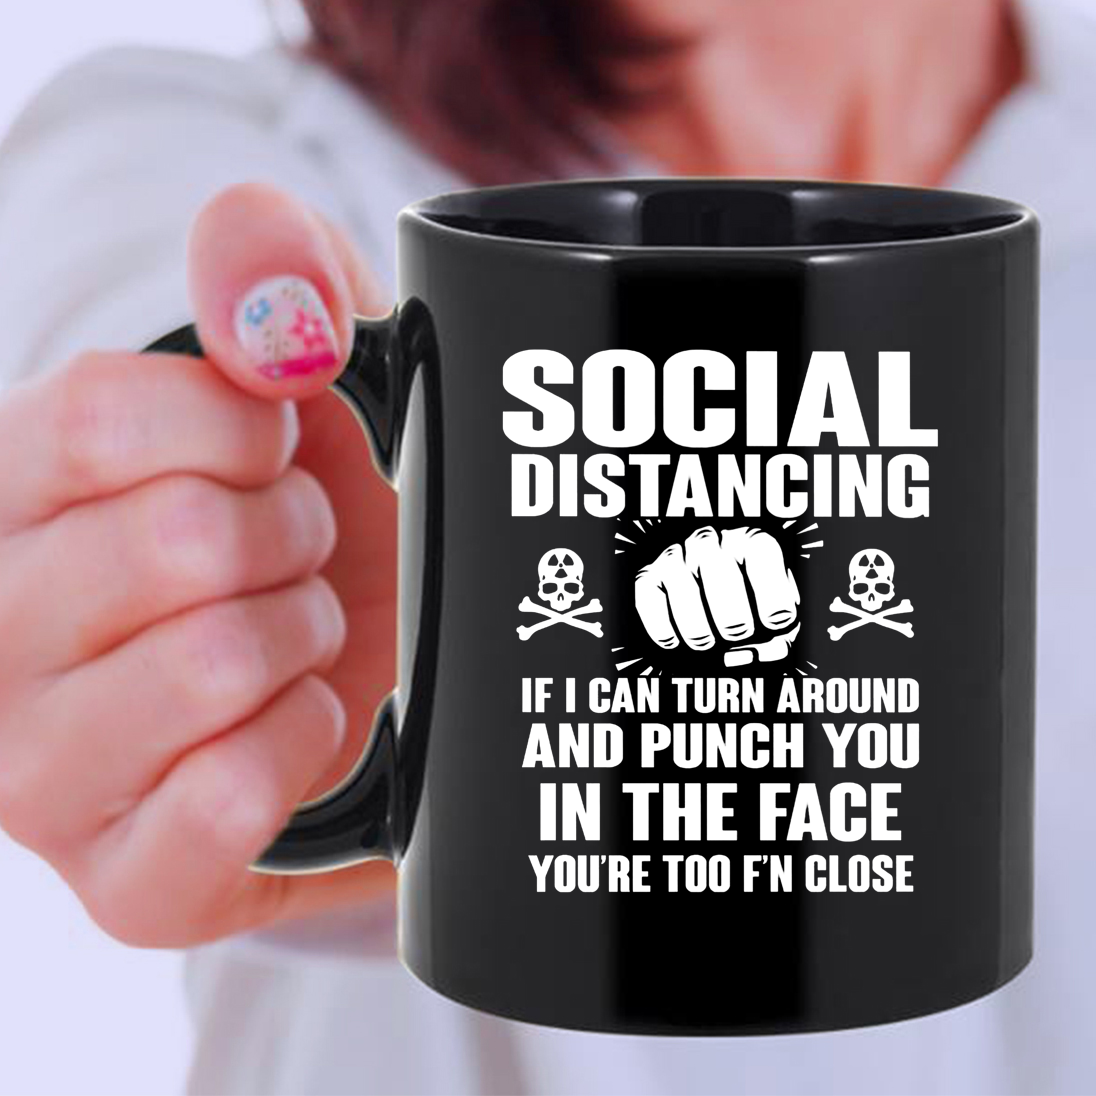 SOCIAL
DISTANCING
IF I CAN TURN AROUND
AND PUNCH YOU
IN THE FACE
YOU'RE TOO F'N CLOSE